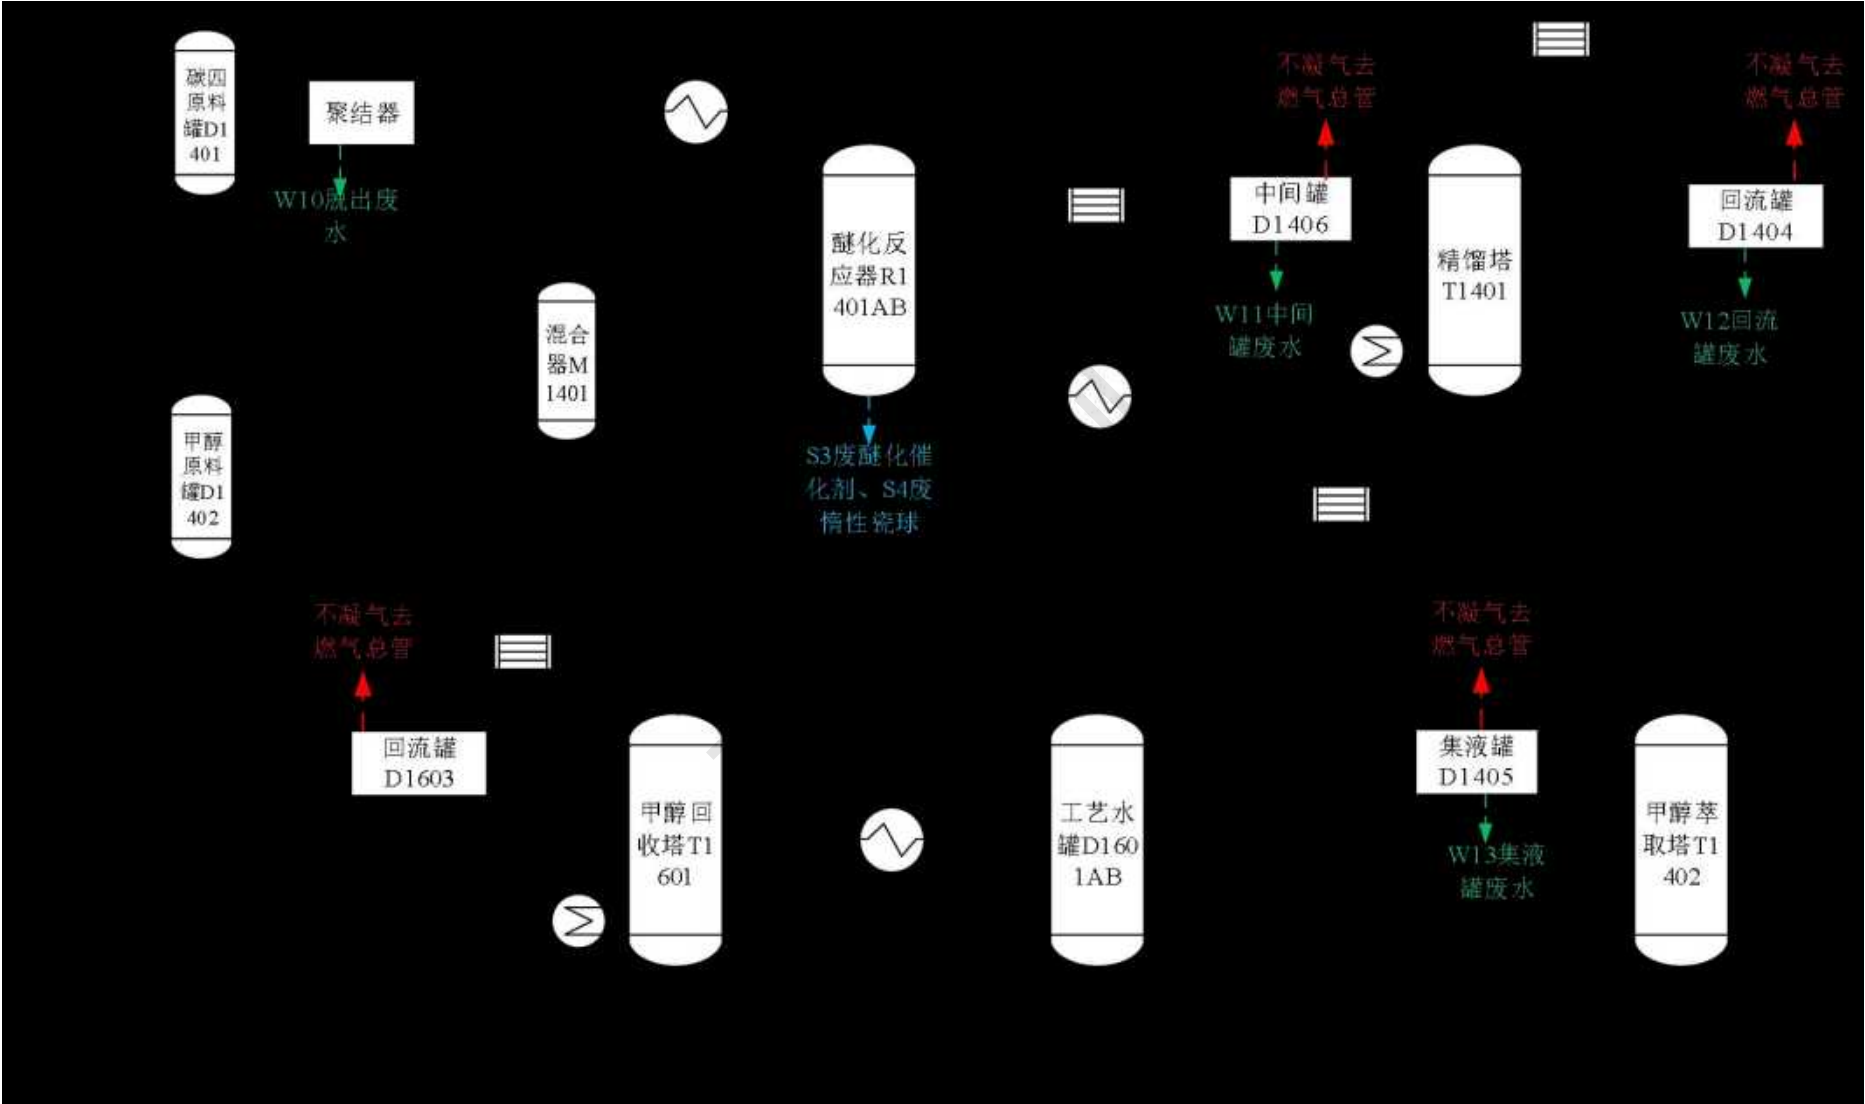 碳四
原料
罐D1
401
聚结器
W10脱出废
水
混合
器M
1401
甲醇
原料
罐D1
402
醚化反
应器R1
401AB
S3废醚化催
化剂、S4废
惰性瓷球
不凝气去
燃气总管
中间罐
D1406
W11中间
罐废水
精馏塔
T1401
不凝气去
燃气总管
回流罐
D1404
W12回流
罐废水
不凝气去
燃气总管
回流罐
D1603
甲醇回
收塔T1
601
工艺水
罐D160
1AB
不凝气去
燃气总管
集液罐
D1405
W13集液
罐废水
甲醇萃
取塔T1
402